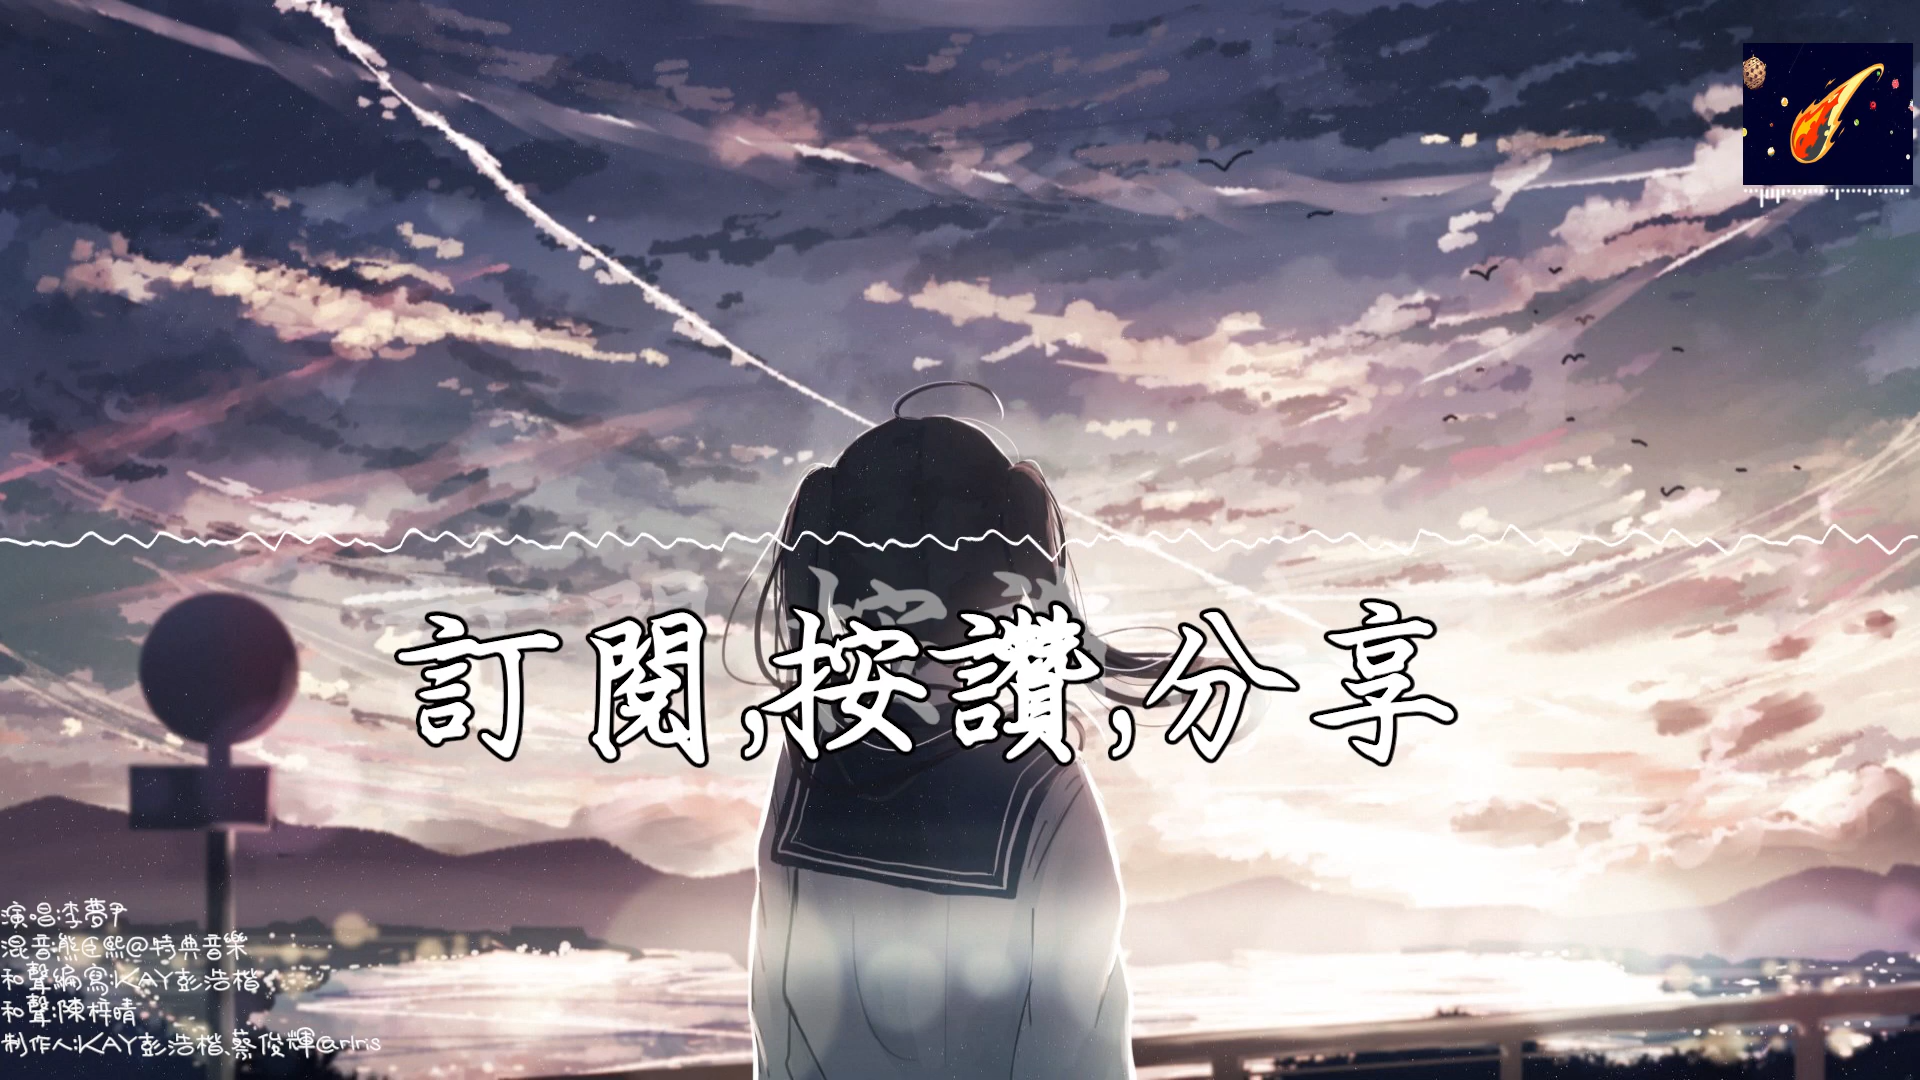 訂閱,按讚,分享
演唱:李夢尹
混音:熊匠熙@特典音樂
和聲編寫:KAY彭浩楷
和聲:陳梓晴
制作人:KAY彭浩楷、蔡俊輝@rIris